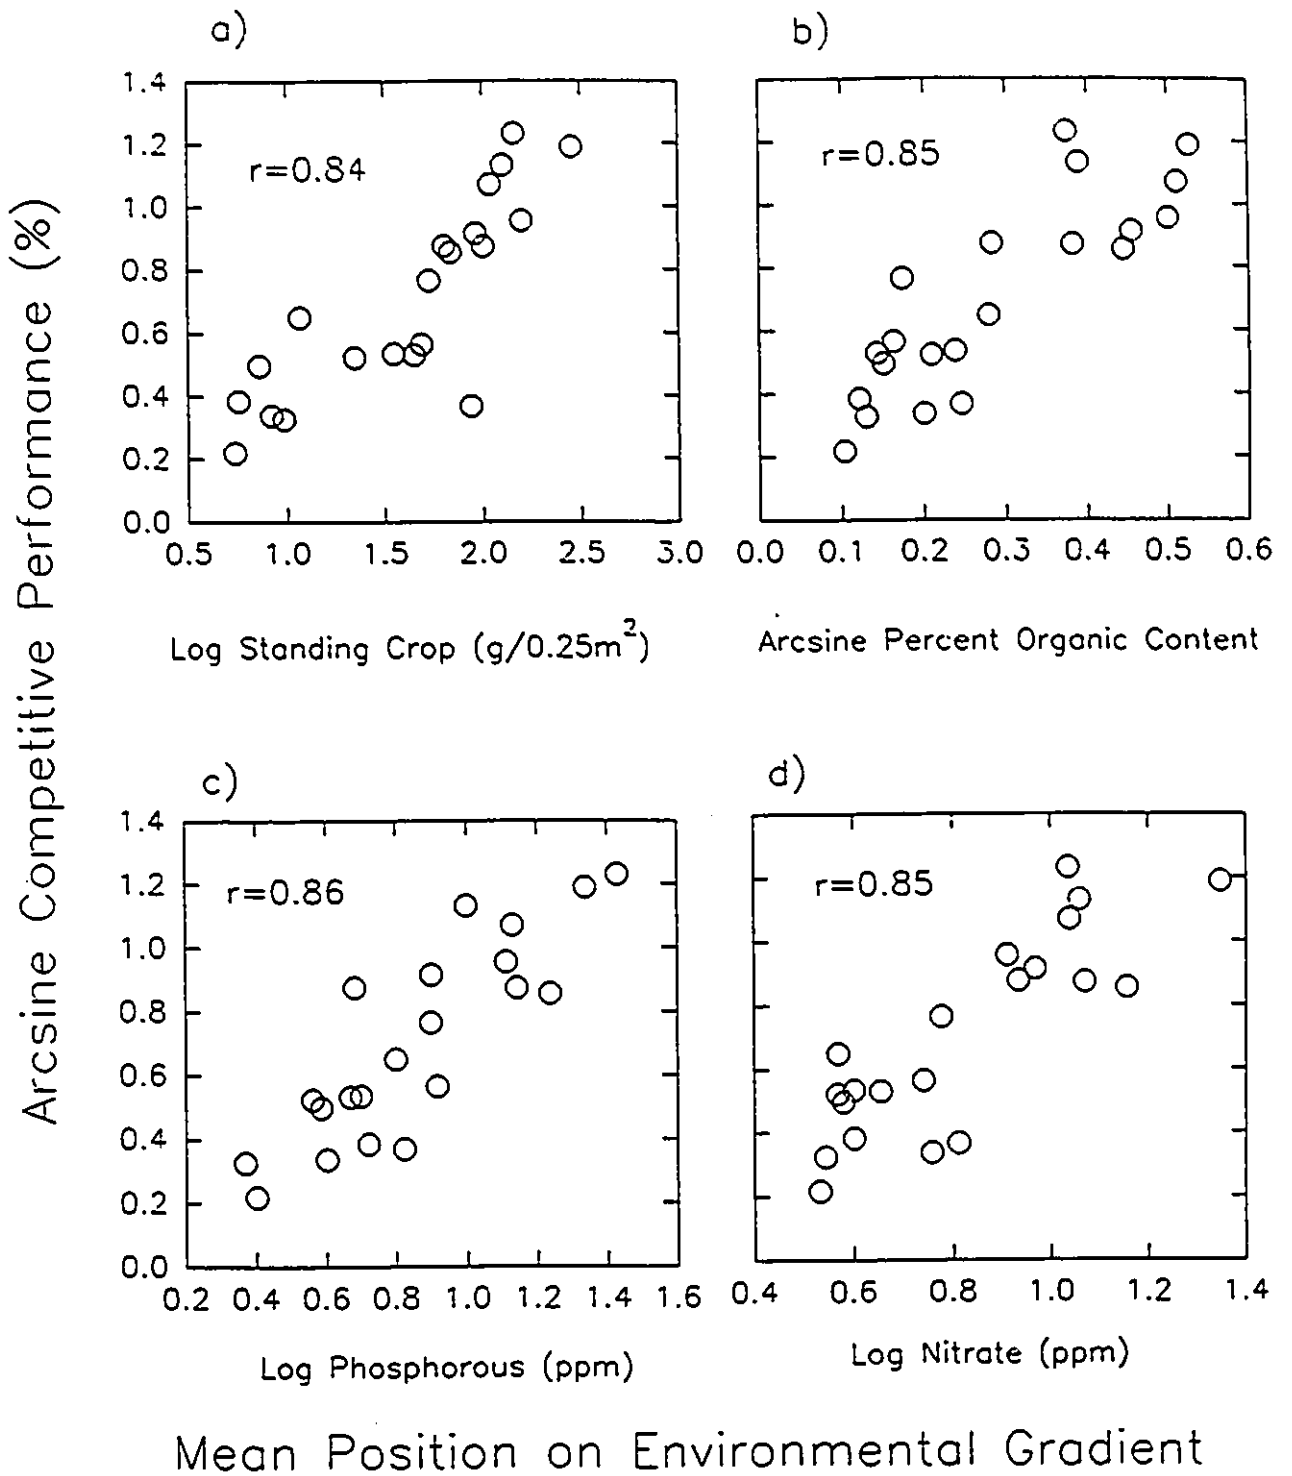 a)
b)
1.4
1.2
1.0
0.8
0.6
0.4
0.2
0.0
r=0.84
r=0.85
0.5 1.0 1.5 2.0 2.5 3.0
0.0 0.1 0.2 0.3 0.4 0.5 0.6
Log Standing Crop (g/0.25m²)
Arcsine Percent Organic Content
Arcsine Competitive Performance (%)
c)
d)
1.4
1.2
1.0
0.8
0.6
0.4
0.2
0.0
r=0.86
r=0.85
0.2 0.4 0.6 0.8 1.0 1.2 1.4 1.6
0.4 0.6 0.8 1.0 1.2 1.4
Log Phosphorous (ppm)
Log Nitrate (ppm)
Mean Position on Environmental Gradient